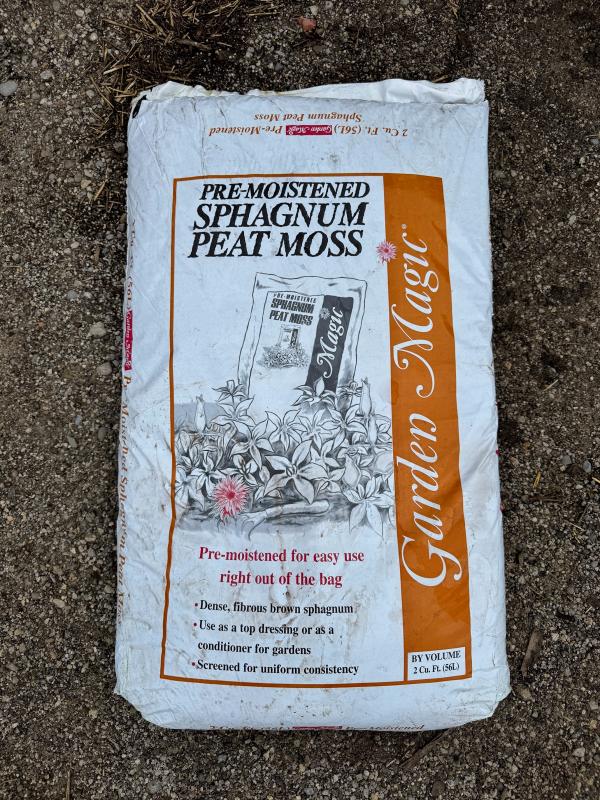 2 Cu. Ft. (56L) Garden Magic Pre-Moistened
Sphagnum Peat Moss
PRE-MOISTENED
SPHAGNUM
PEAT MOSS
PRE-MOISTENED
SPHAGNUM
PEAT MOSS
Magic
Garden Magic®
Pre-moistened for easy use
right out of the bag
•Dense, fibrous brown sphagnum
•Use as a top dressing or as a
conditioner for gardens
•Screened for uniform consistency
BY VOLUME
2 Cu. Ft. (56L)
Pre-Moistened